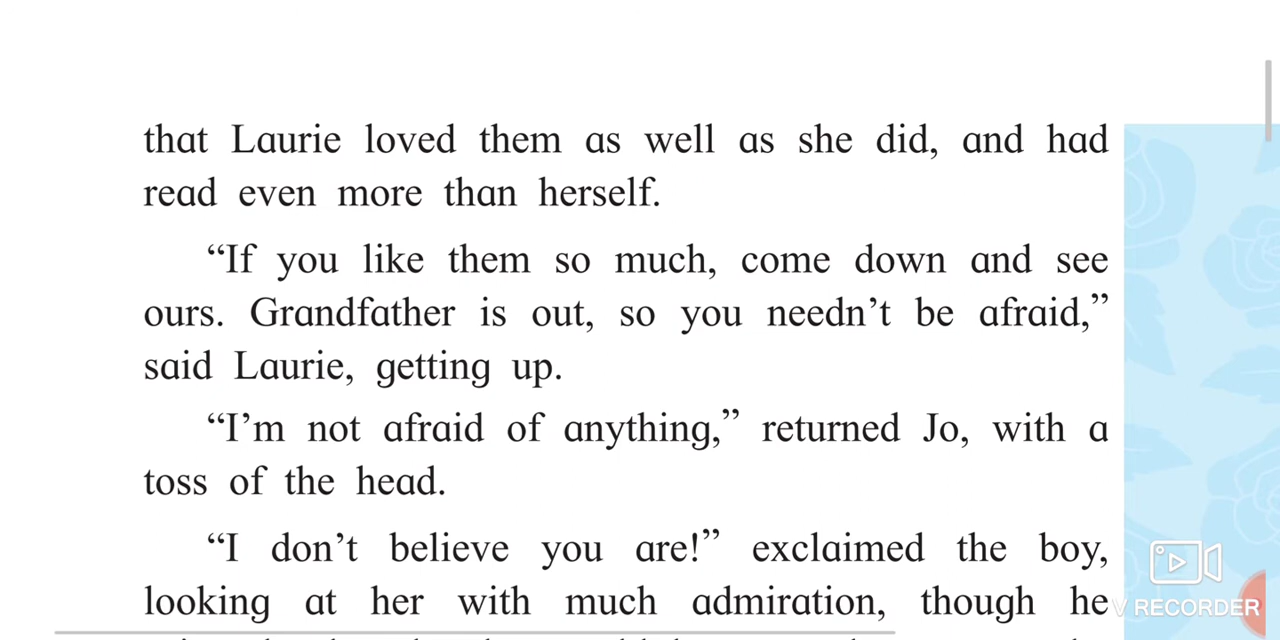 that Laurie loved them as well as she did, and had
read even more than herself.
“If you like them so much, come down and see
ours. Grandfather is out, so you needn’t be afraid,”
said Laurie, getting up.
“I’m not afraid of anything,” returned Jo, with a
toss of the head.
“I don’t believe you are!” exclaimed the boy,
looking at her with much admiration, though he
V RECORDER